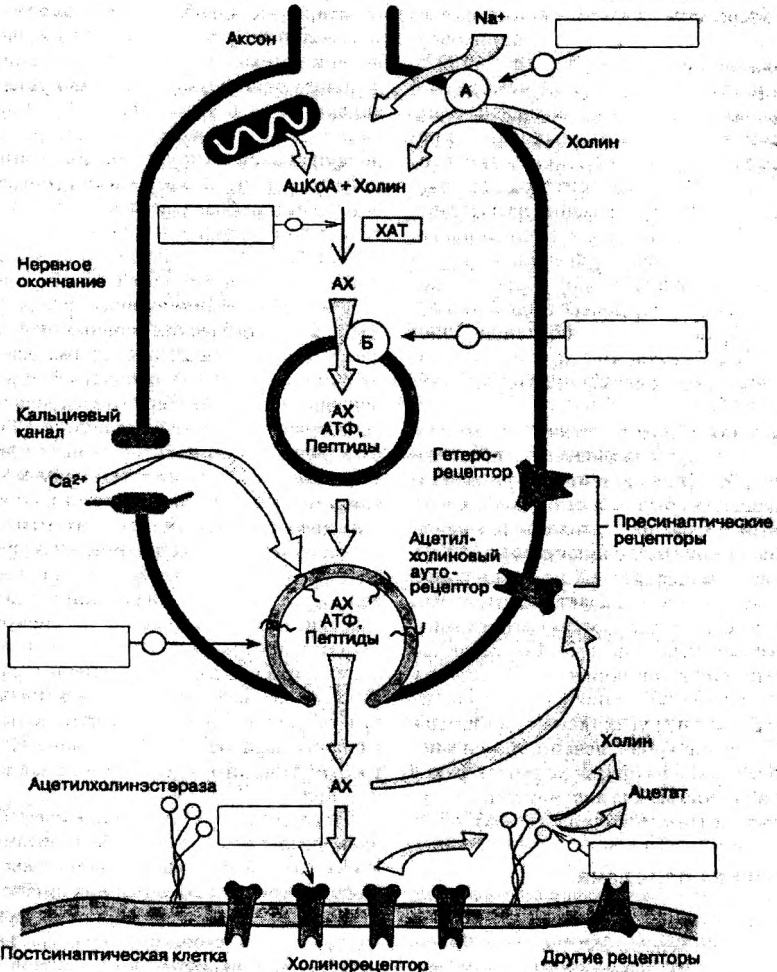 Na⁺
Аксон
А
Холин
АцКоА + Холин
ХАТ
Нервное
окончание
АХ
Б
АХ
АТФ,
Пептиды
Кальциевый
канал
Ca²⁺
Гетеро-
рецептор
Пресинаптические
рецепторы
Ацетил-
холиновый
ауто-
рецептор
АХ
АТФ,
Пептиды
Холин
Ацетилхолинэстераза
АХ
Ацетат
Постсинаптическая клетка
Холинорецептор
Другие рецепторы